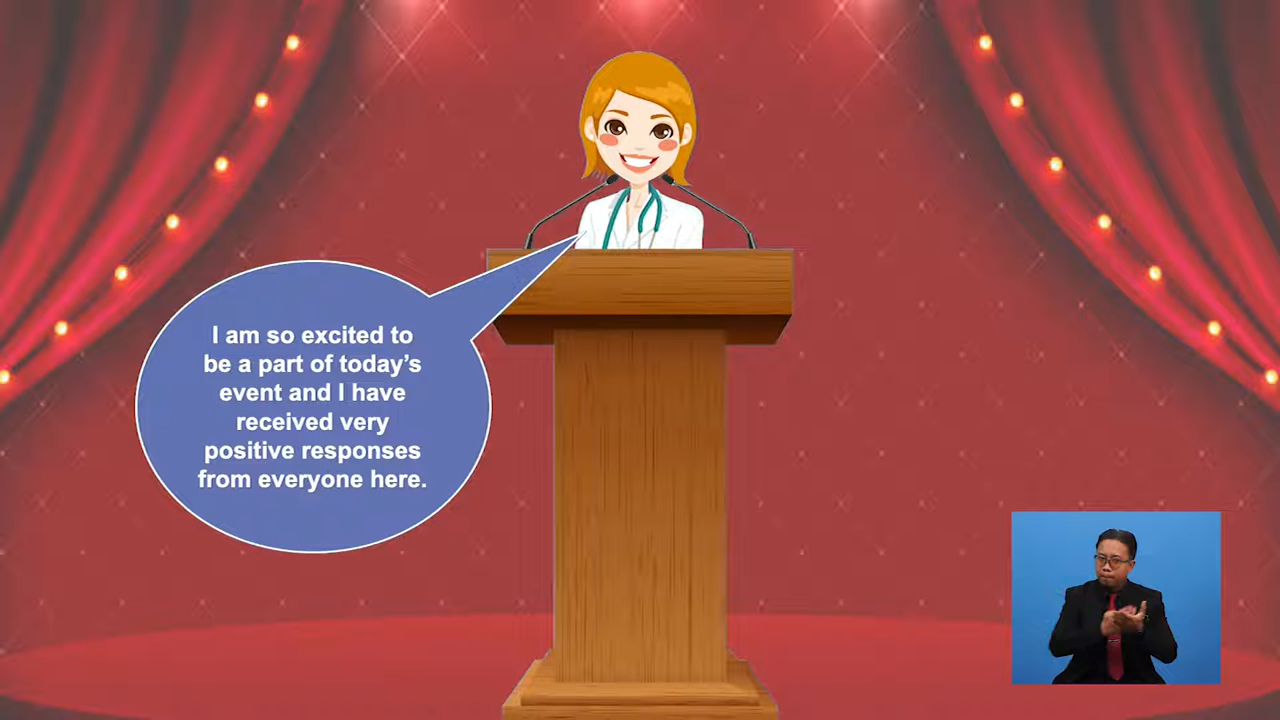 I am so excited to
be a part of today’s
event and I have
received very
positive responses
from everyone here.